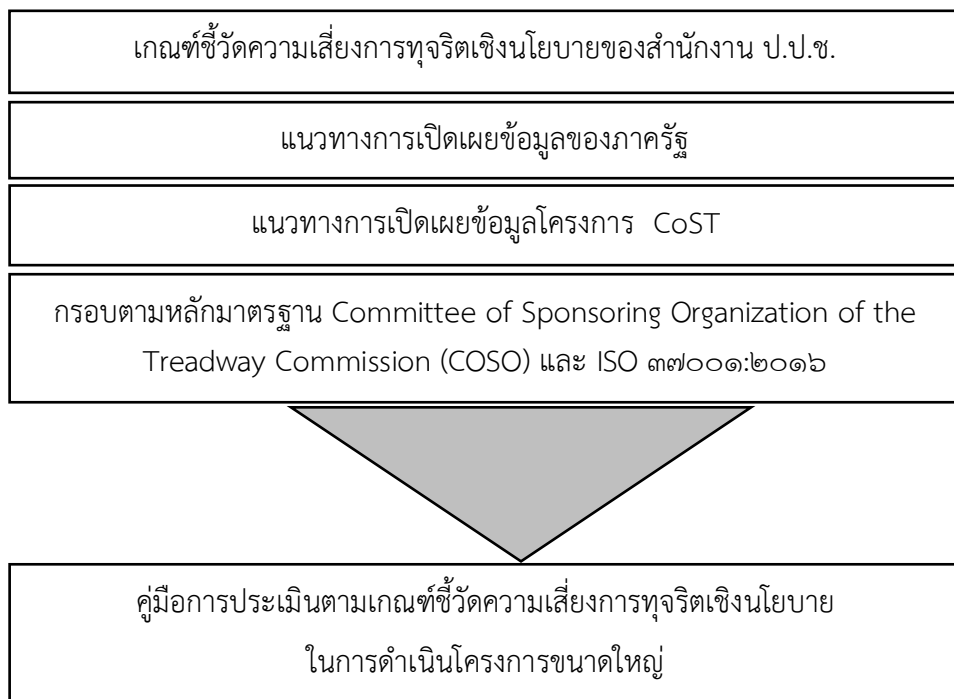 เกณฑ์ชี้วัดความเสี่ยงการทุจริตเชิงนโยบายของสำนักงาน ป.ป.ช.
แนวทางการเปิดเผยข้อมูลของภาครัฐ
แนวทางการเปิดเผยข้อมูลโครงการ CoST
กรอบตามหลักมาตรฐาน Committee of Sponsoring Organization of the
Treadway Commission (COSO) และ ISO ๓๗๐๐๑:๒๐๑๖
คู่มือการประเมินตามเกณฑ์ชี้วัดความเสี่ยงการทุจริตเชิงนโยบาย
ในการดำเนินโครงการขนาดใหญ่